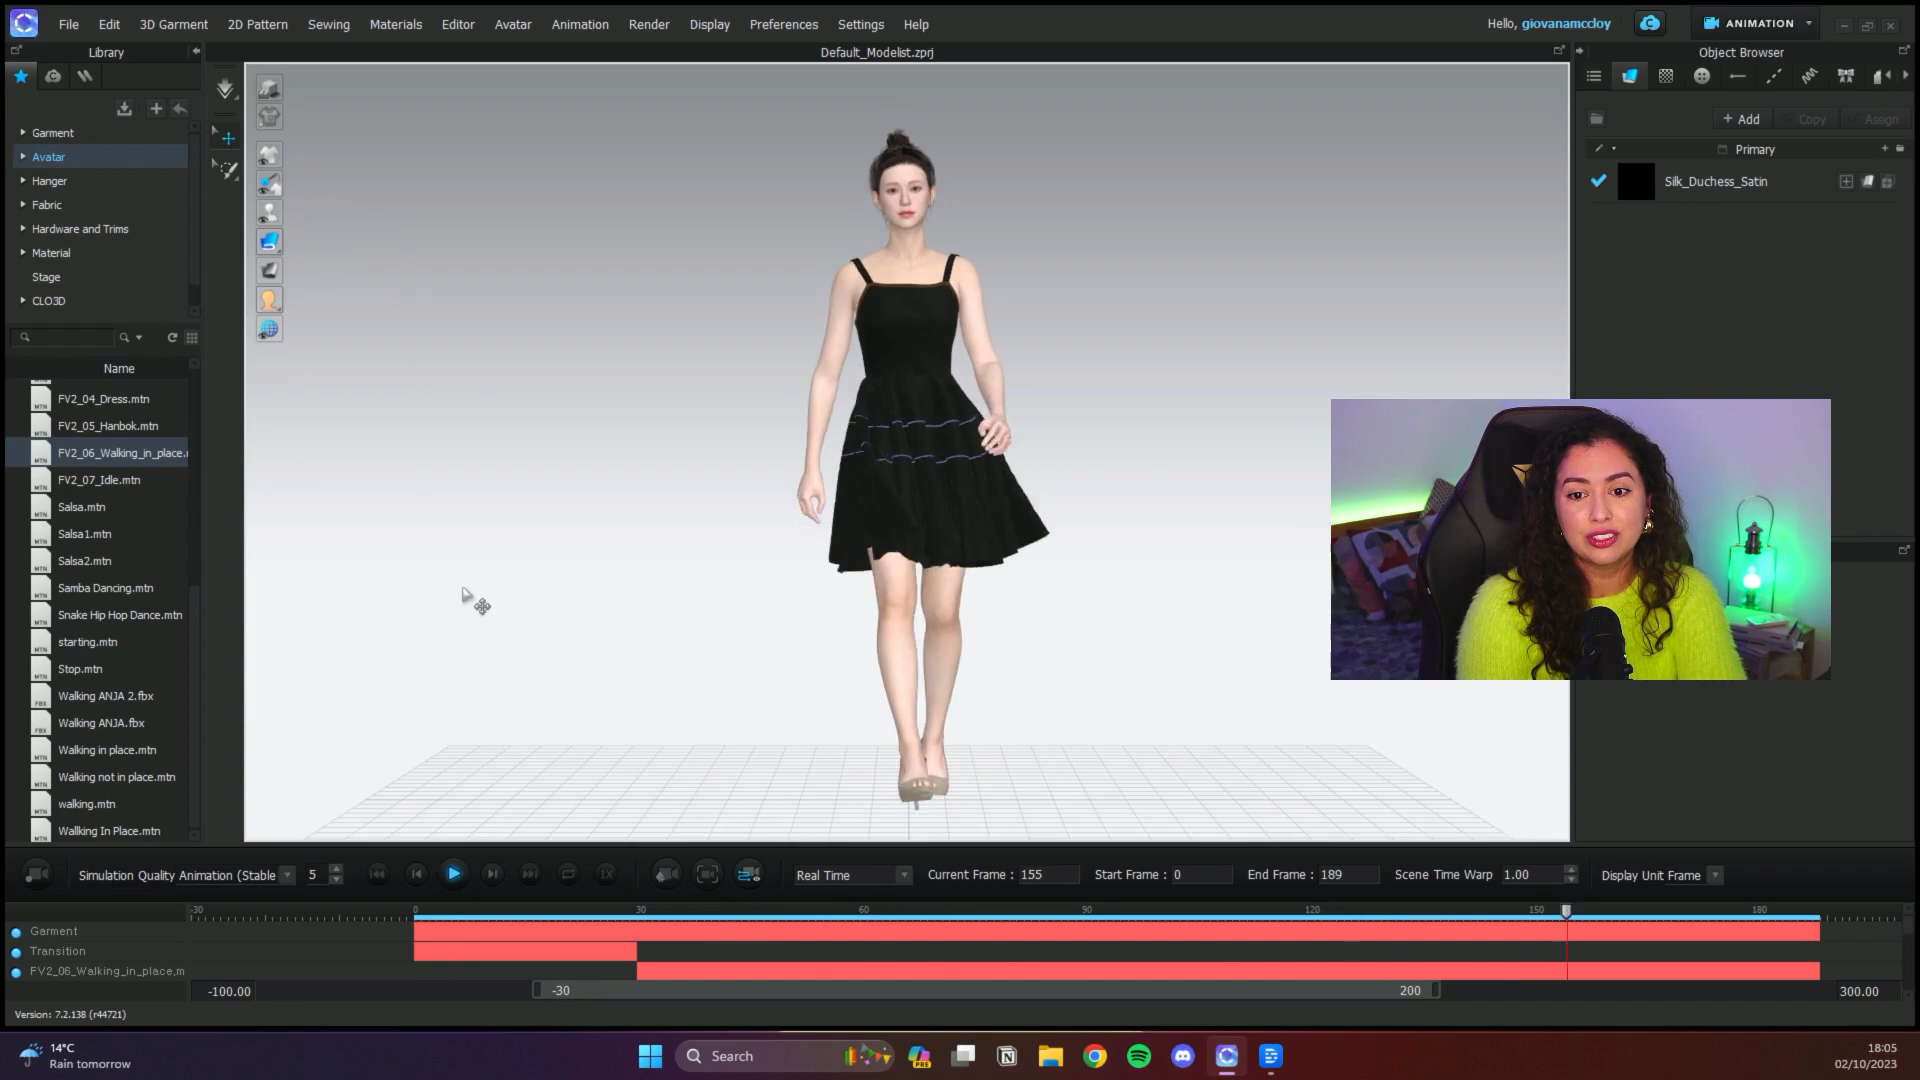 File Edit 3D Garment 2D Pattern Sewing Materials Editor Avatar Animation Render Display Preferences Settings Help
Hello, giovanamccloy
ANIMATION
Library
Default_Modelist.zprj
Object Browser
+ Add
Copy
Assign
Garment
Avatar
Hanger
Fabric
Hardware and Trims
Material
Stage
CLO3D
Primary
Silk_Duchess_Satin
Name
FV2_04_Dress.mtn
FV2_05_Hanbok.mtn
FV2_06_Walking_in_place.
FV2_07_Idle.mtn
Salsa.mtn
Salsa1.mtn
Salsa2.mtn
Samba Dancing.mtn
Snake Hip Hop Dance.mtn
starting.mtn
Stop.mtn
Walking ANJA 2.fbx
Walking ANJA.fbx
Walking in place.mtn
Walking not in place.mtn
walking.mtn
Wallking In Place.mtn
Simulation Quality Animation (Stable 5
1X
Real Time
Current Frame : 155
Start Frame : 0
End Frame : 189
Scene Time Warp 1.00
Display Unit Frame
-30 0 30 60 90 120 150 180
Garment
Transition
FV2_06_Walking_in_place,m
-100.00 -30 200 300.00
Version: 7.2.138 (r44721)
14°C
Rain tomorrow
Search
PRE
18:05
02/10/2023